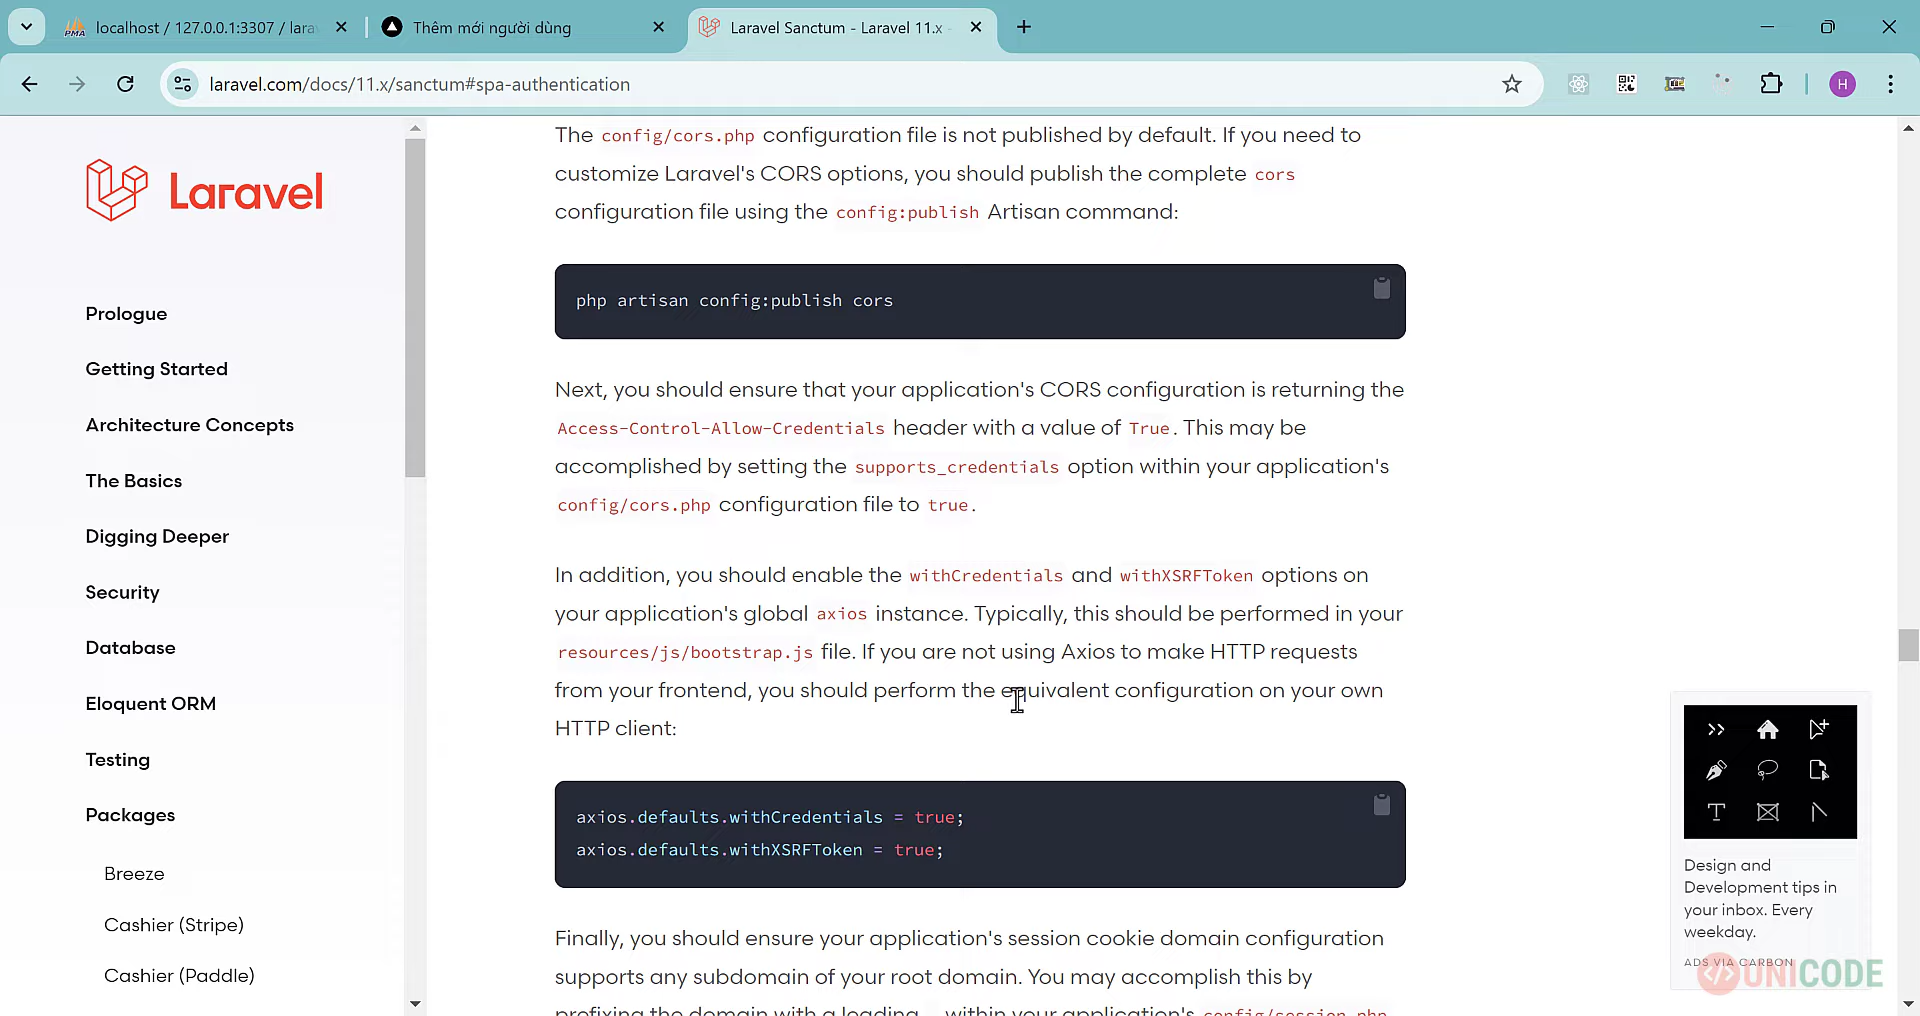 localhost / 127.0.0.1:3307 / lara
Thêm mới người dùng
Laravel Sanctum - Laravel 11.x -
laravel.com/docs/11.x/sanctum#spa-authentication
H
Laravel
Prologue
Getting Started
Architecture Concepts
The Basics
Digging Deeper
Security
Database
Eloquent ORM
Testing
Packages
Breeze
Cashier (Stripe)
Cashier (Paddle)
The config/cors.php configuration file is not published by default. If you need to
customize Laravel's CORS options, you should publish the complete cors
configuration file using the config:publish Artisan command:
php artisan config:publish cors
Next, you should ensure that your application's CORS configuration is returning the
Access-Control-Allow-Credentials header with a value of True. This may be
accomplished by setting the supports_credentials option within your application's
config/cors.php configuration file to true.
In addition, you should enable the withCredentials and withXSRFToken options on
your application's global axios instance. Typically, this should be performed in your
resources/js/bootstrap.js file. If you are not using Axios to make HTTP requests
from your frontend, you should perform the equivalent configuration on your own
HTTP client:
axios.defaults.withCredentials = true;
axios.defaults.withXSRFToken = true;
Finally, you should ensure your application's session cookie domain configuration
supports any subdomain of your root domain. You may accomplish this by
prefixing the domain with a leading . within your application's config/session.php
Design and
Development tips in
your inbox. Every
weekday.
ADS VIA CARBON
UNICODE